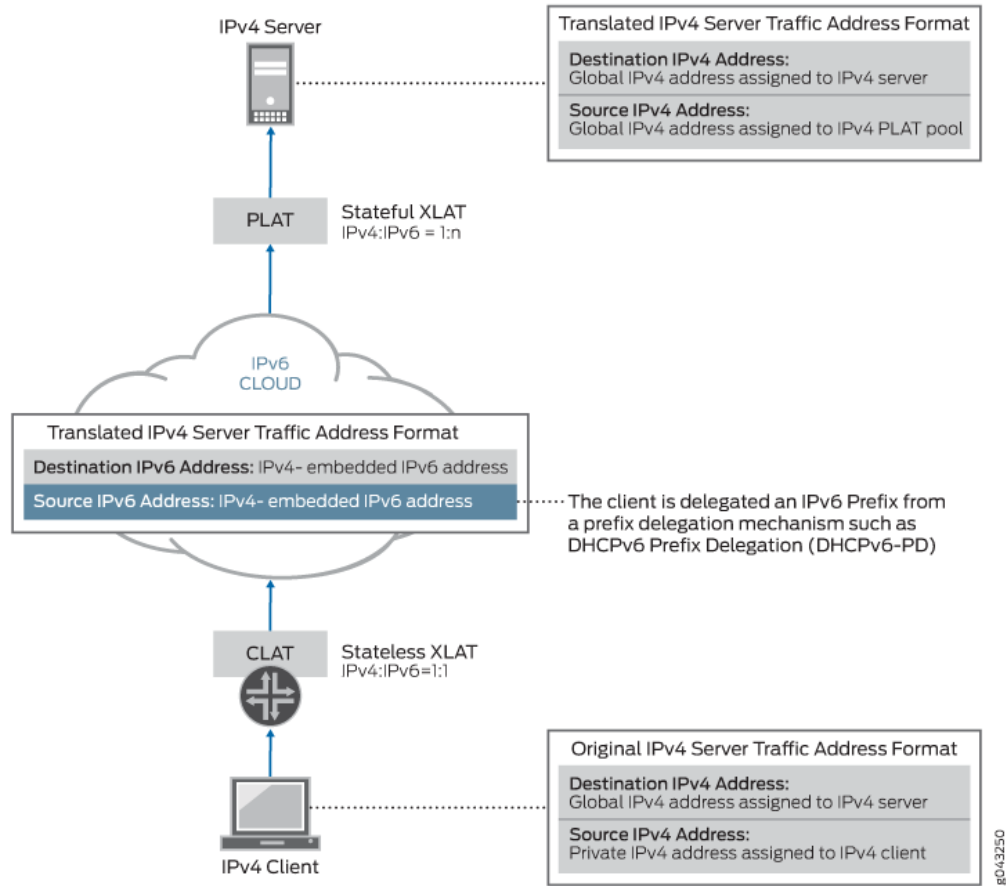 IPv4 Server
Translated IPv4 Server Traffic Address Format
Destination IPv4 Address:
Global IPv4 address assigned to IPv4 server
Source IPv4 Address:
Global IPv4 address assigned to IPv4 PLAT pool
PLAT
Stateful XLAT
IPv4:IPv6 = 1:n
IPv6
CLOUD
Translated IPv4 Server Traffic Address Format
Destination IPv6 Address: IPv4- embedded IPv6 address
Source IPv6 Address: IPv4- embedded IPv6 address
The client is delegated an IPv6 Prefix from
a prefix delegation mechanism such as
DHCPv6 Prefix Delegation (DHCPv6-PD)
CLAT
Stateless XLAT
IPv4:IPv6=1:1
Original IPv4 Server Traffic Address Format
Destination IPv4 Address:
Global IPv4 address assigned to IPv4 server
Source IPv4 Address:
Private IPv4 address assigned to IPv4 client
IPv4 Client
g043250